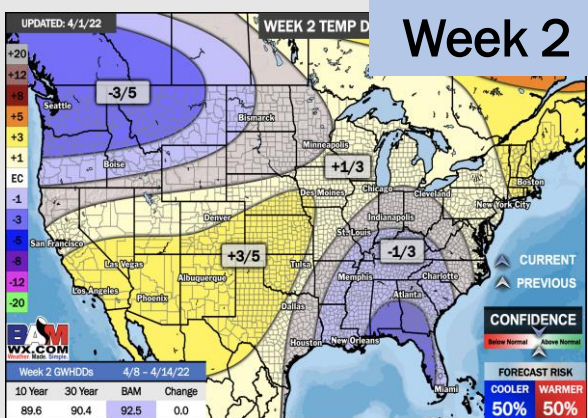 UPDATED: 4/1/22
WEEK 2 TEMP D
Week 2
+20
+12
+8
+5
+3
+1
EC
-1
-3
-5
-8
-12
-20
-3/5
+1/3
+3/5
-1/3
Seattle
Boise
Bismarck
Minneapolis
Des Moines
Chicago
Cleveland
Boston
New York City
San Francisco
Denver
St. Louis
Indianapolis
Las Vegas
Los Angeles
Albuquerque
Phoenix
Tulsa
Memphis
Charlotte
Atlanta
Dallas
Houston
New Orleans
Miami
CURRENT
PREVIOUS
CONFIDENCE
Below Normal
Above Normal
FORECAST RISK
COOLER
WARMER
50%
50%
BAM
WX.COM
Weather. Made. Simple.
Week 2 GWHDDs 4/8 – 4/14/22
10 Year 30 Year BAM Change
89.6 90.4 92.5 0.0